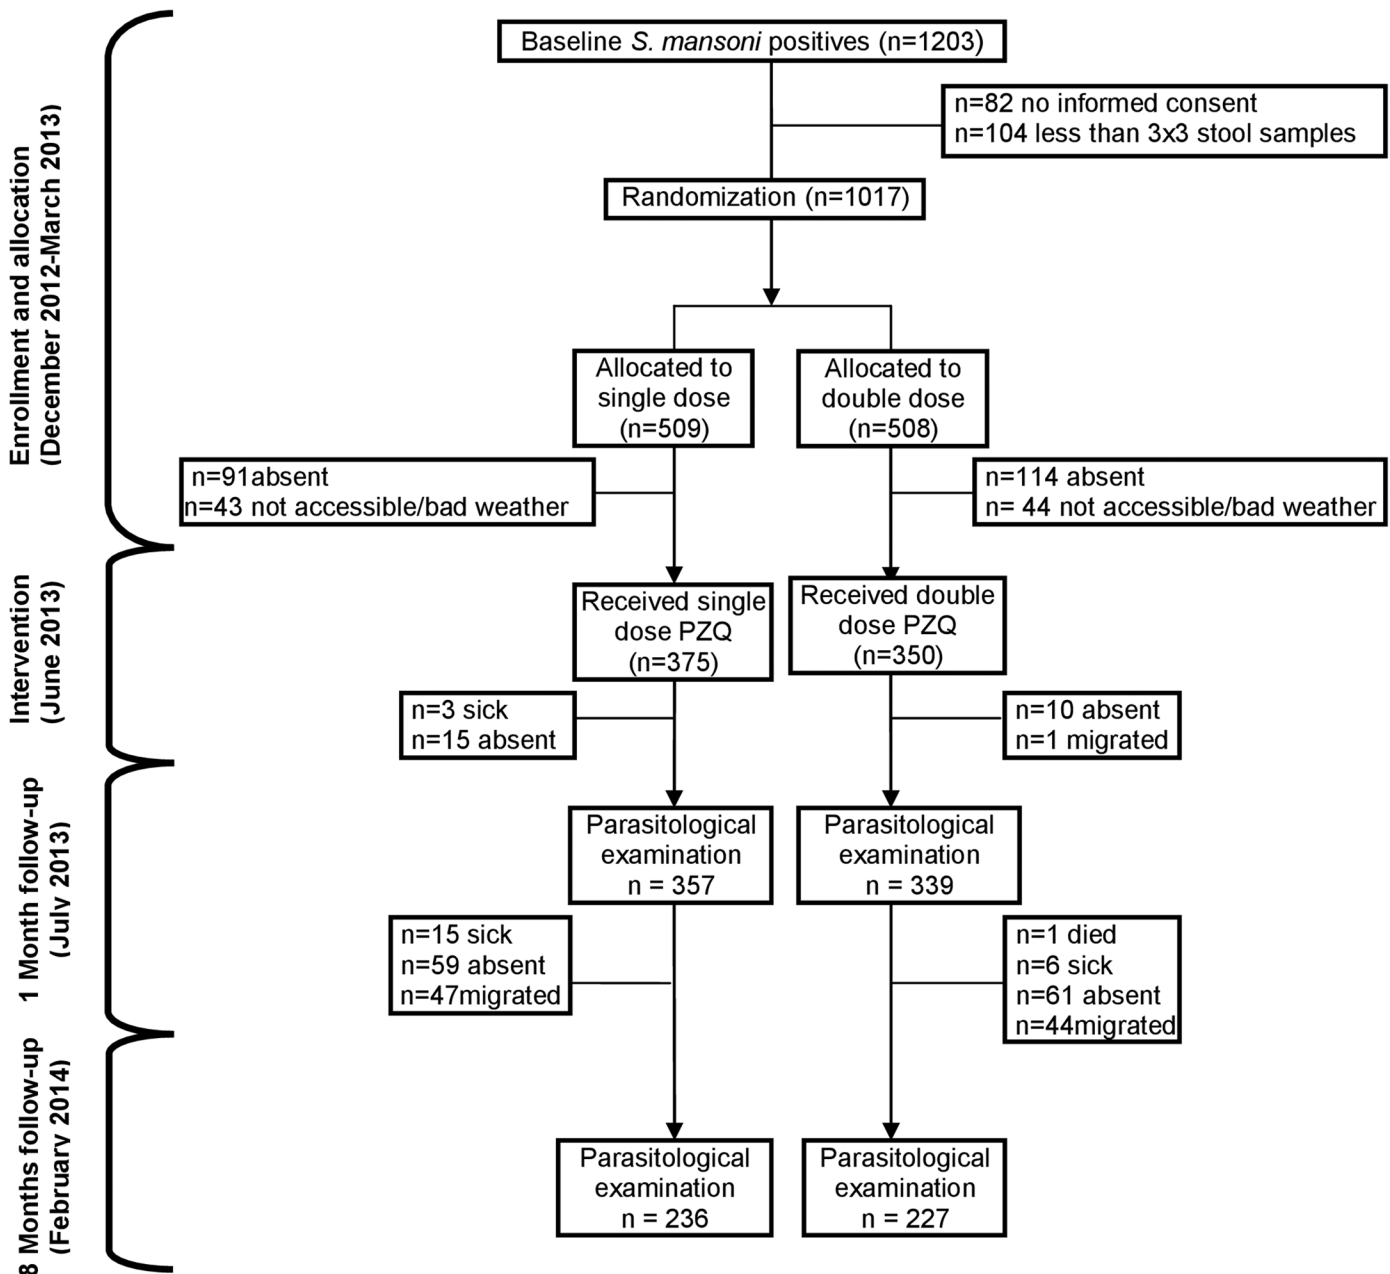 Enrollment and allocation
(December 2012-March 2013)
Baseline S. mansoni positives (n=1203)
n=82 no informed consent
n=104 less than 3x3 stool samples
Randomization (n=1017)
Allocated to
single dose
(n=509)
Allocated to
double dose
(n=508)
n=91absent
n=43 not accessible/bad weather
n=114 absent
n= 44 not accessible/bad weather
Intervention
(June 2013)
Received single
dose PZQ
(n=375)
Received double
dose PZQ
(n=350)
n=3 sick
n=15 absent
n=10 absent
n=1 migrated
1 Month follow-up
(July 2013)
Parasitological
examination
n = 357
Parasitological
examination
n = 339
n=15 sick
n=59 absent
n=47migrated
n=1 died
n=6 sick
n=61 absent
n=44migrated
8 Months follow-up
(February 2014)
Parasitological
examination
n = 236
Parasitological
examination
n = 227